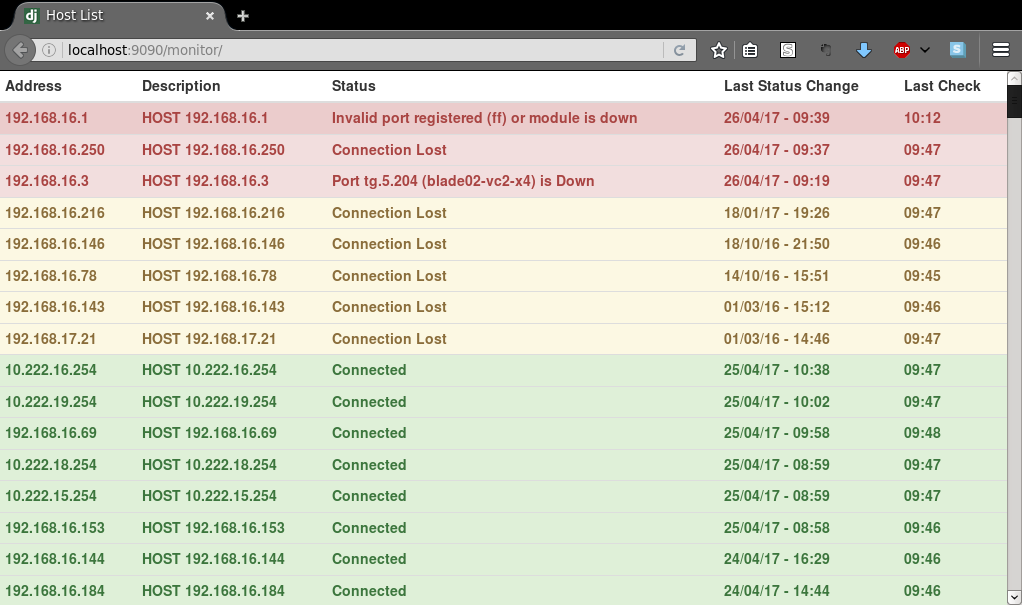 dj Host List
localhost:9090/monitor/
S ABP S
Address Description Status Last Status Change Last Check
192.168.16.1 HOST 192.168.16.1 Invalid port registered (ff) or module is down 26/04/17 - 09:39 10:12
192.168.16.250 HOST 192.168.16.250 Connection Lost 26/04/17 - 09:37 09:47
192.168.16.3 HOST 192.168.16.3 Port tg.5.204 (blade02-vc2-x4) is Down 26/04/17 - 09:19 09:47
192.168.16.216 HOST 192.168.16.216 Connection Lost 18/01/17 - 19:26 09:47
192.168.16.146 HOST 192.168.16.146 Connection Lost 18/10/16 - 21:50 09:46
192.168.16.78 HOST 192.168.16.78 Connection Lost 14/10/16 - 15:51 09:45
192.168.16.143 HOST 192.168.16.143 Connection Lost 01/03/16 - 15:12 09:46
192.168.17.21 HOST 192.168.17.21 Connection Lost 01/03/16 - 14:46 09:47
10.222.16.254 HOST 10.222.16.254 Connected 25/04/17 - 10:38 09:47
10.222.19.254 HOST 10.222.19.254 Connected 25/04/17 - 10:02 09:47
192.168.16.69 HOST 192.168.16.69 Connected 25/04/17 - 09:58 09:48
10.222.18.254 HOST 10.222.18.254 Connected 25/04/17 - 08:59 09:47
10.222.15.254 HOST 10.222.15.254 Connected 25/04/17 - 08:59 09:47
192.168.16.153 HOST 192.168.16.153 Connected 25/04/17 - 08:58 09:46
192.168.16.144 HOST 192.168.16.144 Connected 24/04/17 - 16:29 09:46
192.168.16.184 HOST 192.168.16.184 Connected 24/04/17 - 14:44 09:46